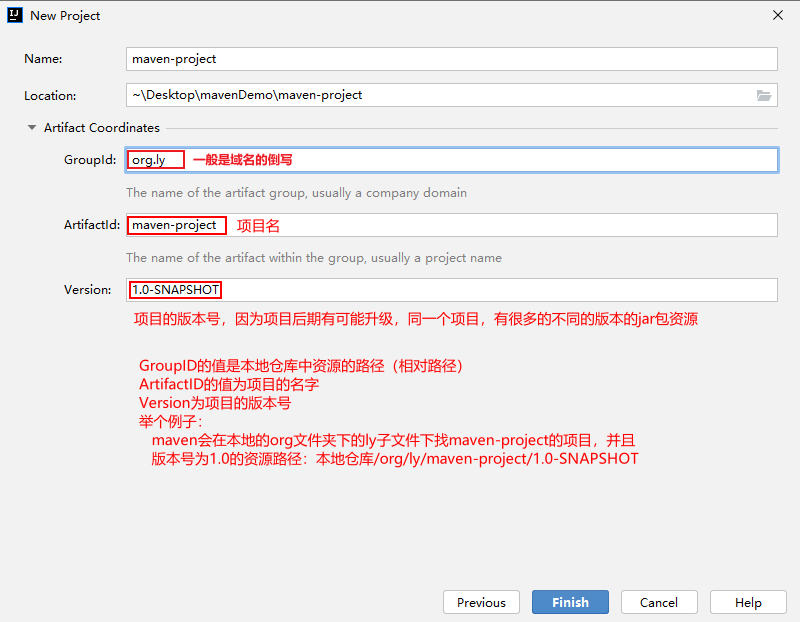 New Project
Name: maven-project
Location: ~\Desktop\mavenDemo\maven-project
Artifact Coordinates
GroupId: org.ly 一般是域名的倒写
The name of the artifact group, usually a company domain
ArtifactId: maven-project 项目名
The name of the artifact within the group, usually a project name
Version: 1.0-SNAPSHOT
项目的版本号，因为项目后期有可能升级，同一个项目，有很多的不同的版本的jar包资源
GroupID的值是本地仓库中资源的路径（相对路径）
ArtifactID的值为项目的名字
Version为项目的版本号
举个例子：
maven会在本地的org文件夹下的ly子文件下找maven-project的项目，并且
版本号为1.0的资源路径：本地仓库/org/ly/maven-project/1.0-SNAPSHOT
Previous Finish Cancel Help